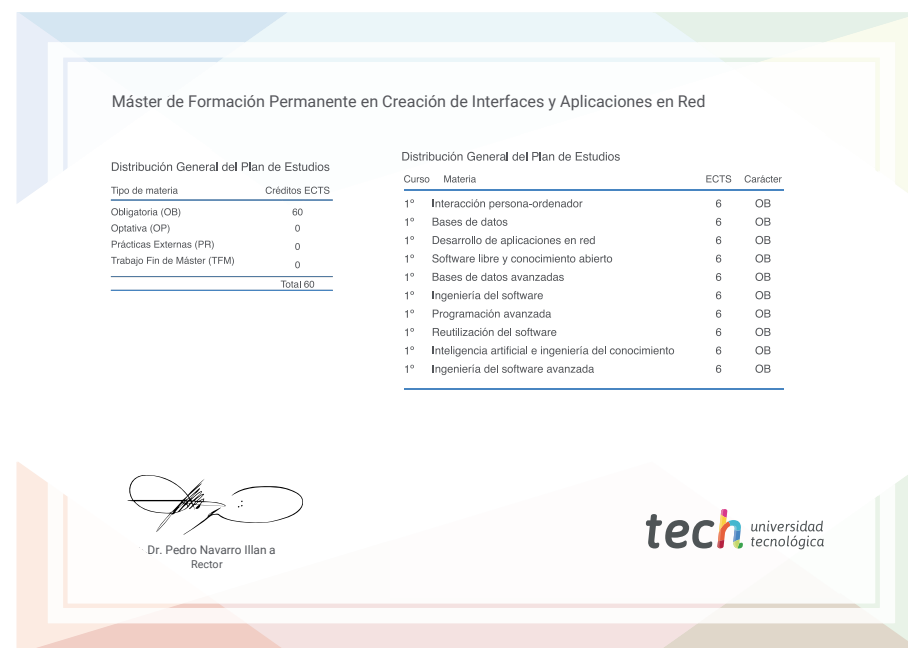 Máster de Formación Permanente en Creación de Interfaces y Aplicaciones en Red
Distribución General del Plan de Estudios
Tipo de materia Créditos ECTS
Obligatoria (OB) 60
Optativa (OP) 0
Prácticas Externas (PR) 0
Trabajo Fin de Máster (TFM) 0
Total 60
Distribución General del Plan de Estudios
Curso Materia ECTS Carácter
1º Interacción persona-ordenador 6 OB
1º Bases de datos 6 OB
1º Desarrollo de aplicaciones en red 6 OB
1º Software libre y conocimiento abierto 6 OB
1º Bases de datos avanzadas 6 OB
1º Ingeniería del software 6 OB
1º Programación avanzada 6 OB
1º Reutilización del software 6 OB
1º Inteligencia artificial e ingeniería del conocimiento 6 OB
1º Ingeniería del software avanzada 6 OB
Dr. Pedro Navarro Illan a
Rector
tech universidad
tecnológica